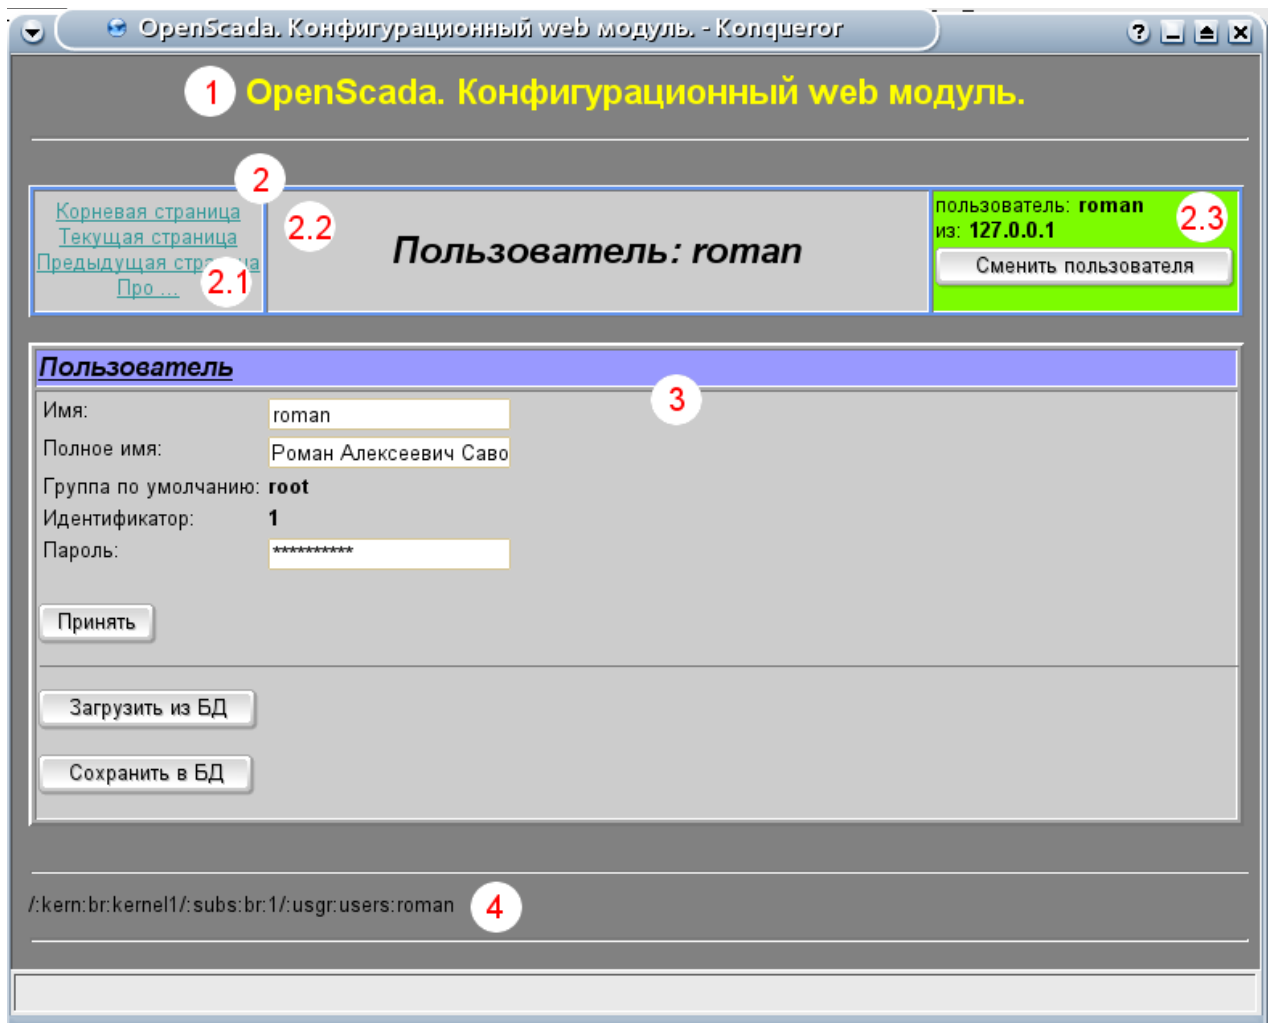 OpenScada. Конфигурационный web модуль. - Konqueror
?
1 OpenScada. Конфигурационный web модуль.
2
Корневая страница
Текущая страница
Предыдущая
Про ...
2.1
2.2
Пользователь: roman
пользователь: roman
из: 127.0.0.1
2.3
Сменить пользователя
Пользователь
3
Имя: roman
Полное имя: Роман Алексеевич Саво
Группа по умолчанию: root
Идентификатор: 1
Пароль: **********
Принять
Загрузить из БД
Сохранить в БД
/:kern:br:kernel1/:subs:br:1/:usgr:users:roman 4